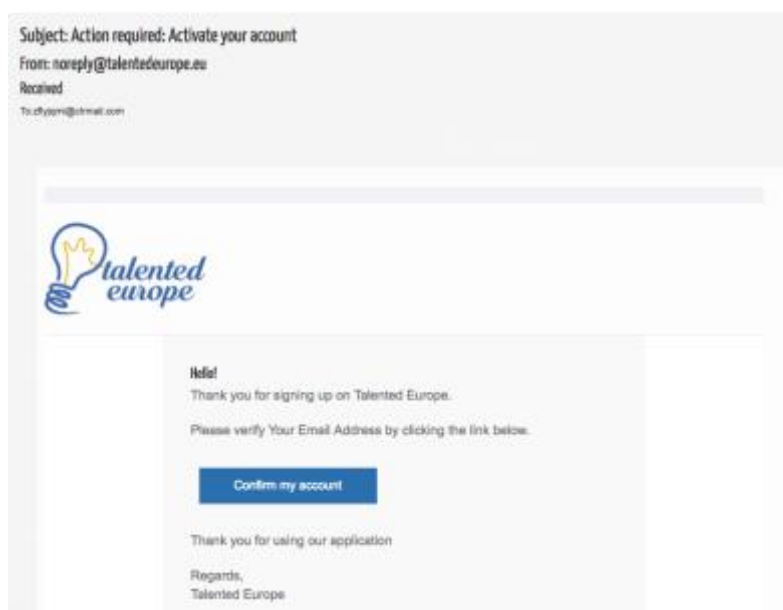 Subject: Action required: Activate your account
From: noreply@talentedeurope.eu
Received
talented
europe
Hello!
Thank you for signing up on Talented Europe.
Please verify Your Email Address by clicking the link below.
Confirm my account
Thank you for using our application
Regards,
Talented Europe